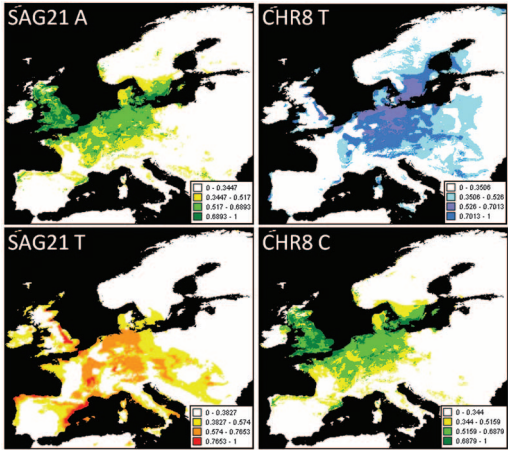 SAG21 A
0 - 0.3447
0.3447 - 0.517
0.517 - 0.6893
0.6893 - 1
CHR8 T
0 - 0.3506
0.3506 - 0.526
0.526 - 0.7013
0.7013 - 1
SAG21 T
0 - 0.3827
0.3827 - 0.574
0.574 - 0.7653
0.7653 - 1
CHR8 C
0 - 0.344
0.344 - 0.5159
0.5159 - 0.6879
0.6879 - 1